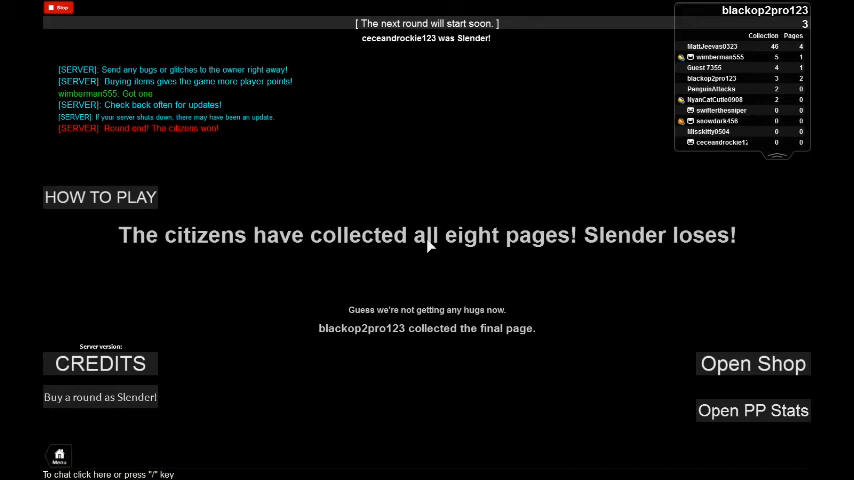 Stop
blackop2pro123
3
[ The next round will start soon. ]
ceceandrockie123 was Slender!
Collection Pages
MattJeevas0323 46 4
wimberman555 5 1
Guest 7355 4 1
blackop2pro123 3 2
PenguinAttacks 2 0
NyanCatCutie0908 2 0
swifterthesniper 0 0
snowdark456 0 0
Misskitty0504 0 0
ceceandrockie12 0 0
[SERVER]: Send any bugs or glitches to the owner right away!
[SERVER]: Buying items gives the game more player points!
wimberman555: Got one
[SERVER]: Check back often for updates!
[SERVER]: If your server shuts down, there may have been an update.
[SERVER]: Round end! The citizens won!
HOW TO PLAY
The citizens have collected all eight pages! Slender loses!
Guess we're not getting any hugs now.
blackop2pro123 collected the final page.
Server version:
CREDITS
Open Shop
Buy a round as Slender!
Open PP Stats
Menu
To chat click here or press "/" key